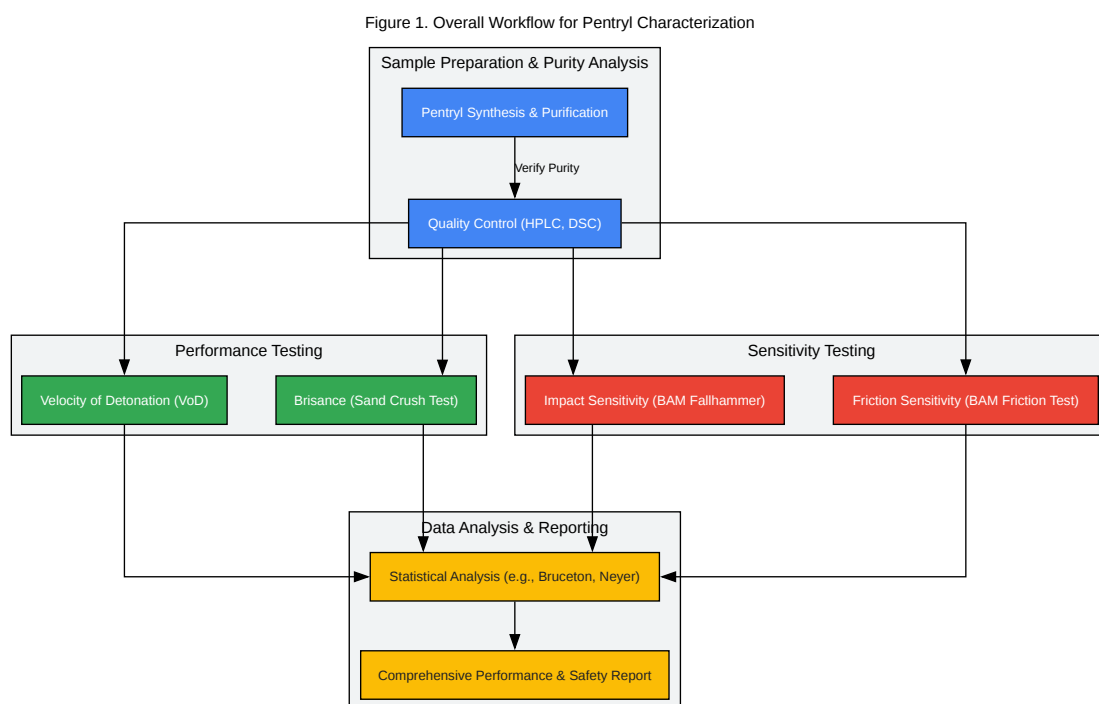 Figure 1. Overall Workflow for Pentryl Characterization
Sample Preparation & Purity Analysis
Pentryl Synthesis & Purification
Verify Purity
Quality Control (HPLC, DSC)
Performance Testing
Sensitivity Testing
Velocity of Detonation (VoD)
Brisance (Sand Crush Test)
Impact Sensitivity (BAM Fallhammer)
Friction Sensitivity (BAM Friction Test)
Data Analysis & Reporting
Statistical Analysis (e.g., Bruceton, Neyer)
Comprehensive Performance & Safety Report